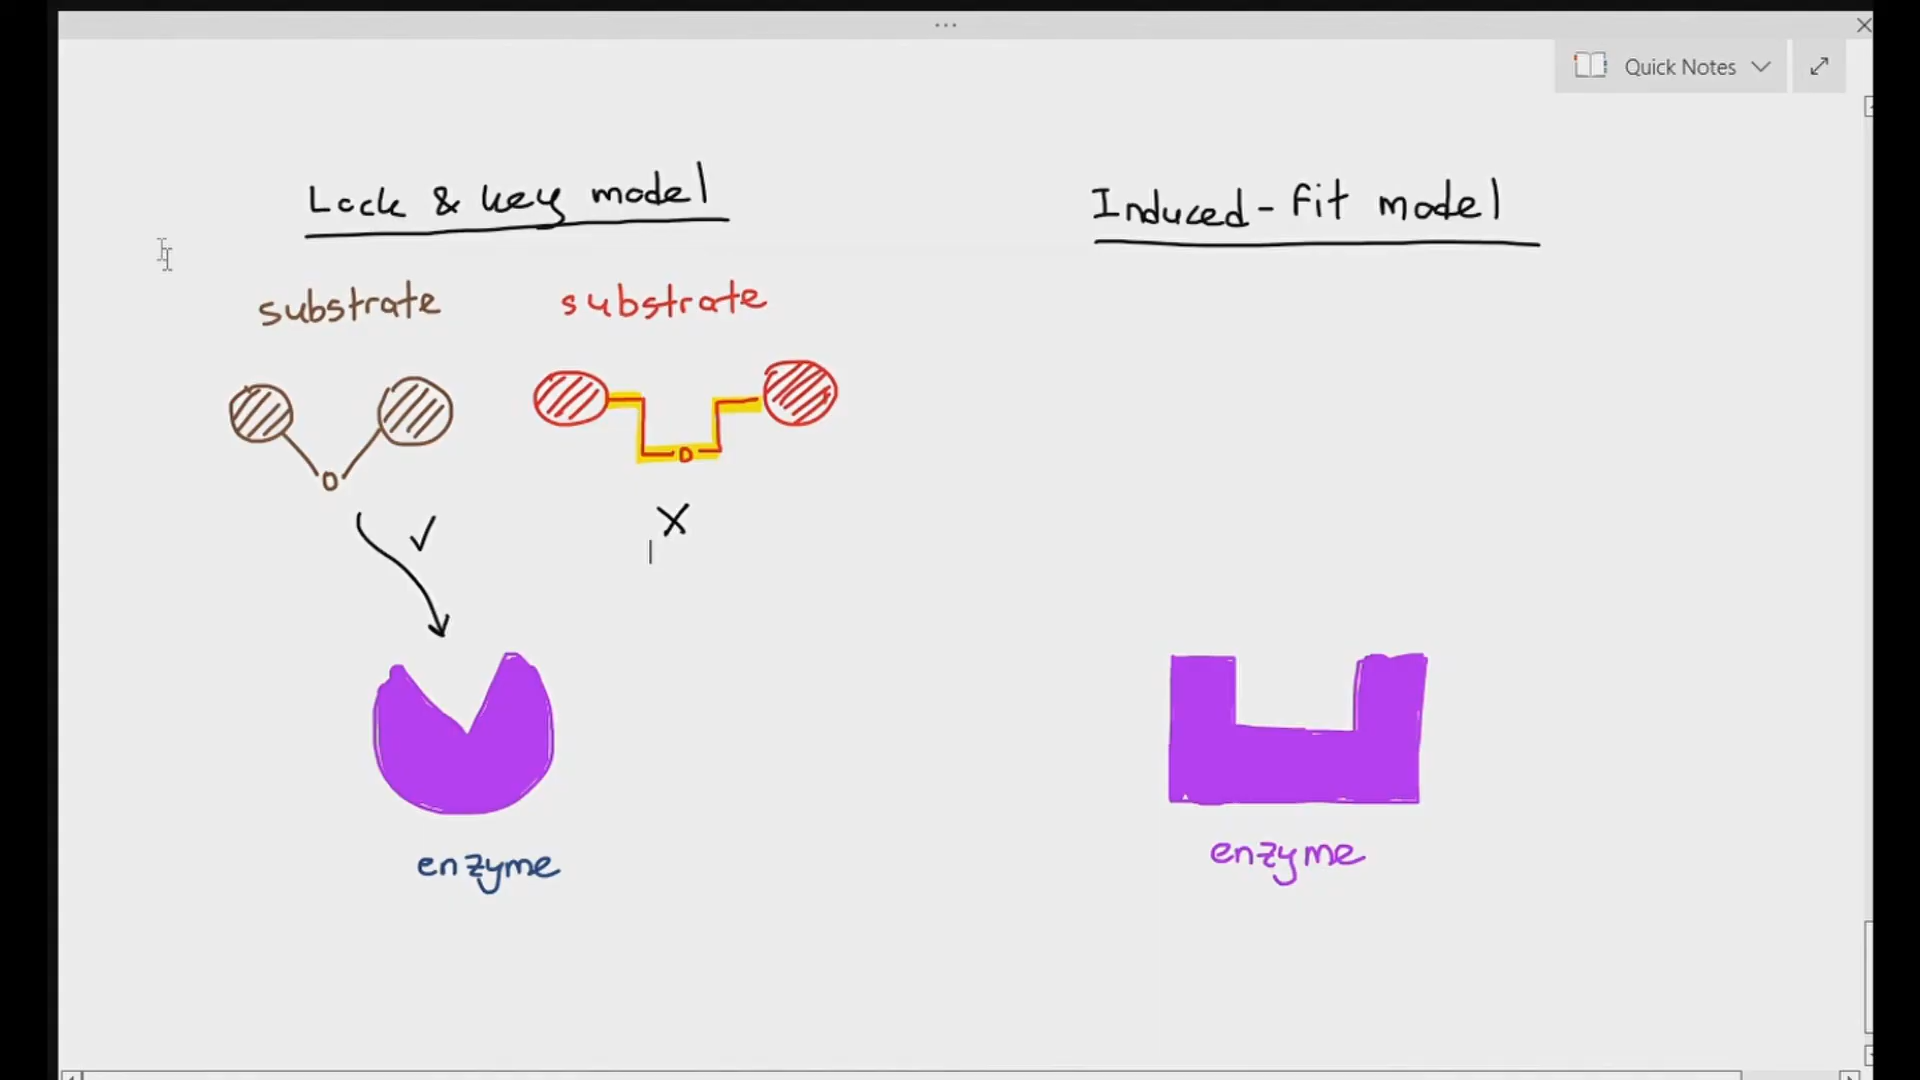 Quick Notes
Lock & key model
Induced-fit model
substrate
substrate
O
O
X
enzyme
enzyme